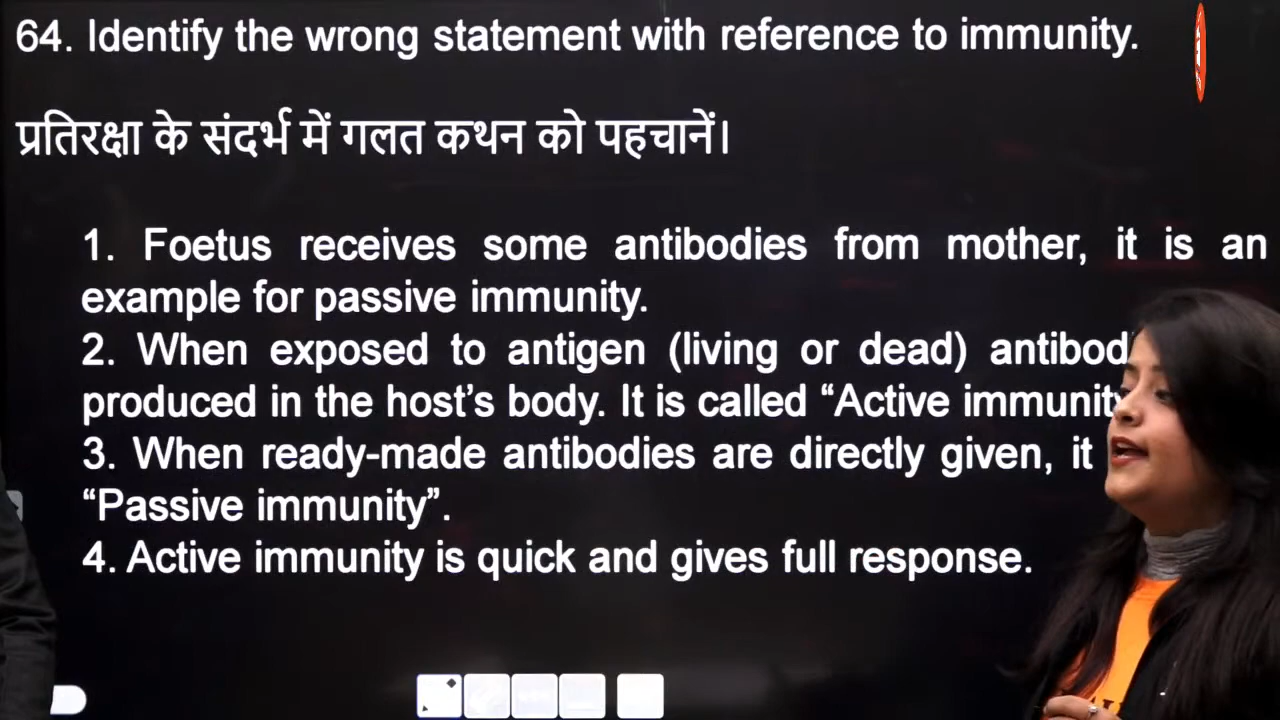 64. Identify the wrong statement with reference to immunity.
प्रतिरक्षा के संदर्भ में गलत कथन को पहचानें।
1. Foetus receives some antibodies from mother, it is an
example for passive immunity.
2. When exposed to antigen (living or dead)
produced in the host’s body. It is called “Active
3. When ready-made antibodies are directly given, it
“Passive immunity”.
4. Active immunity is quick and gives full response.